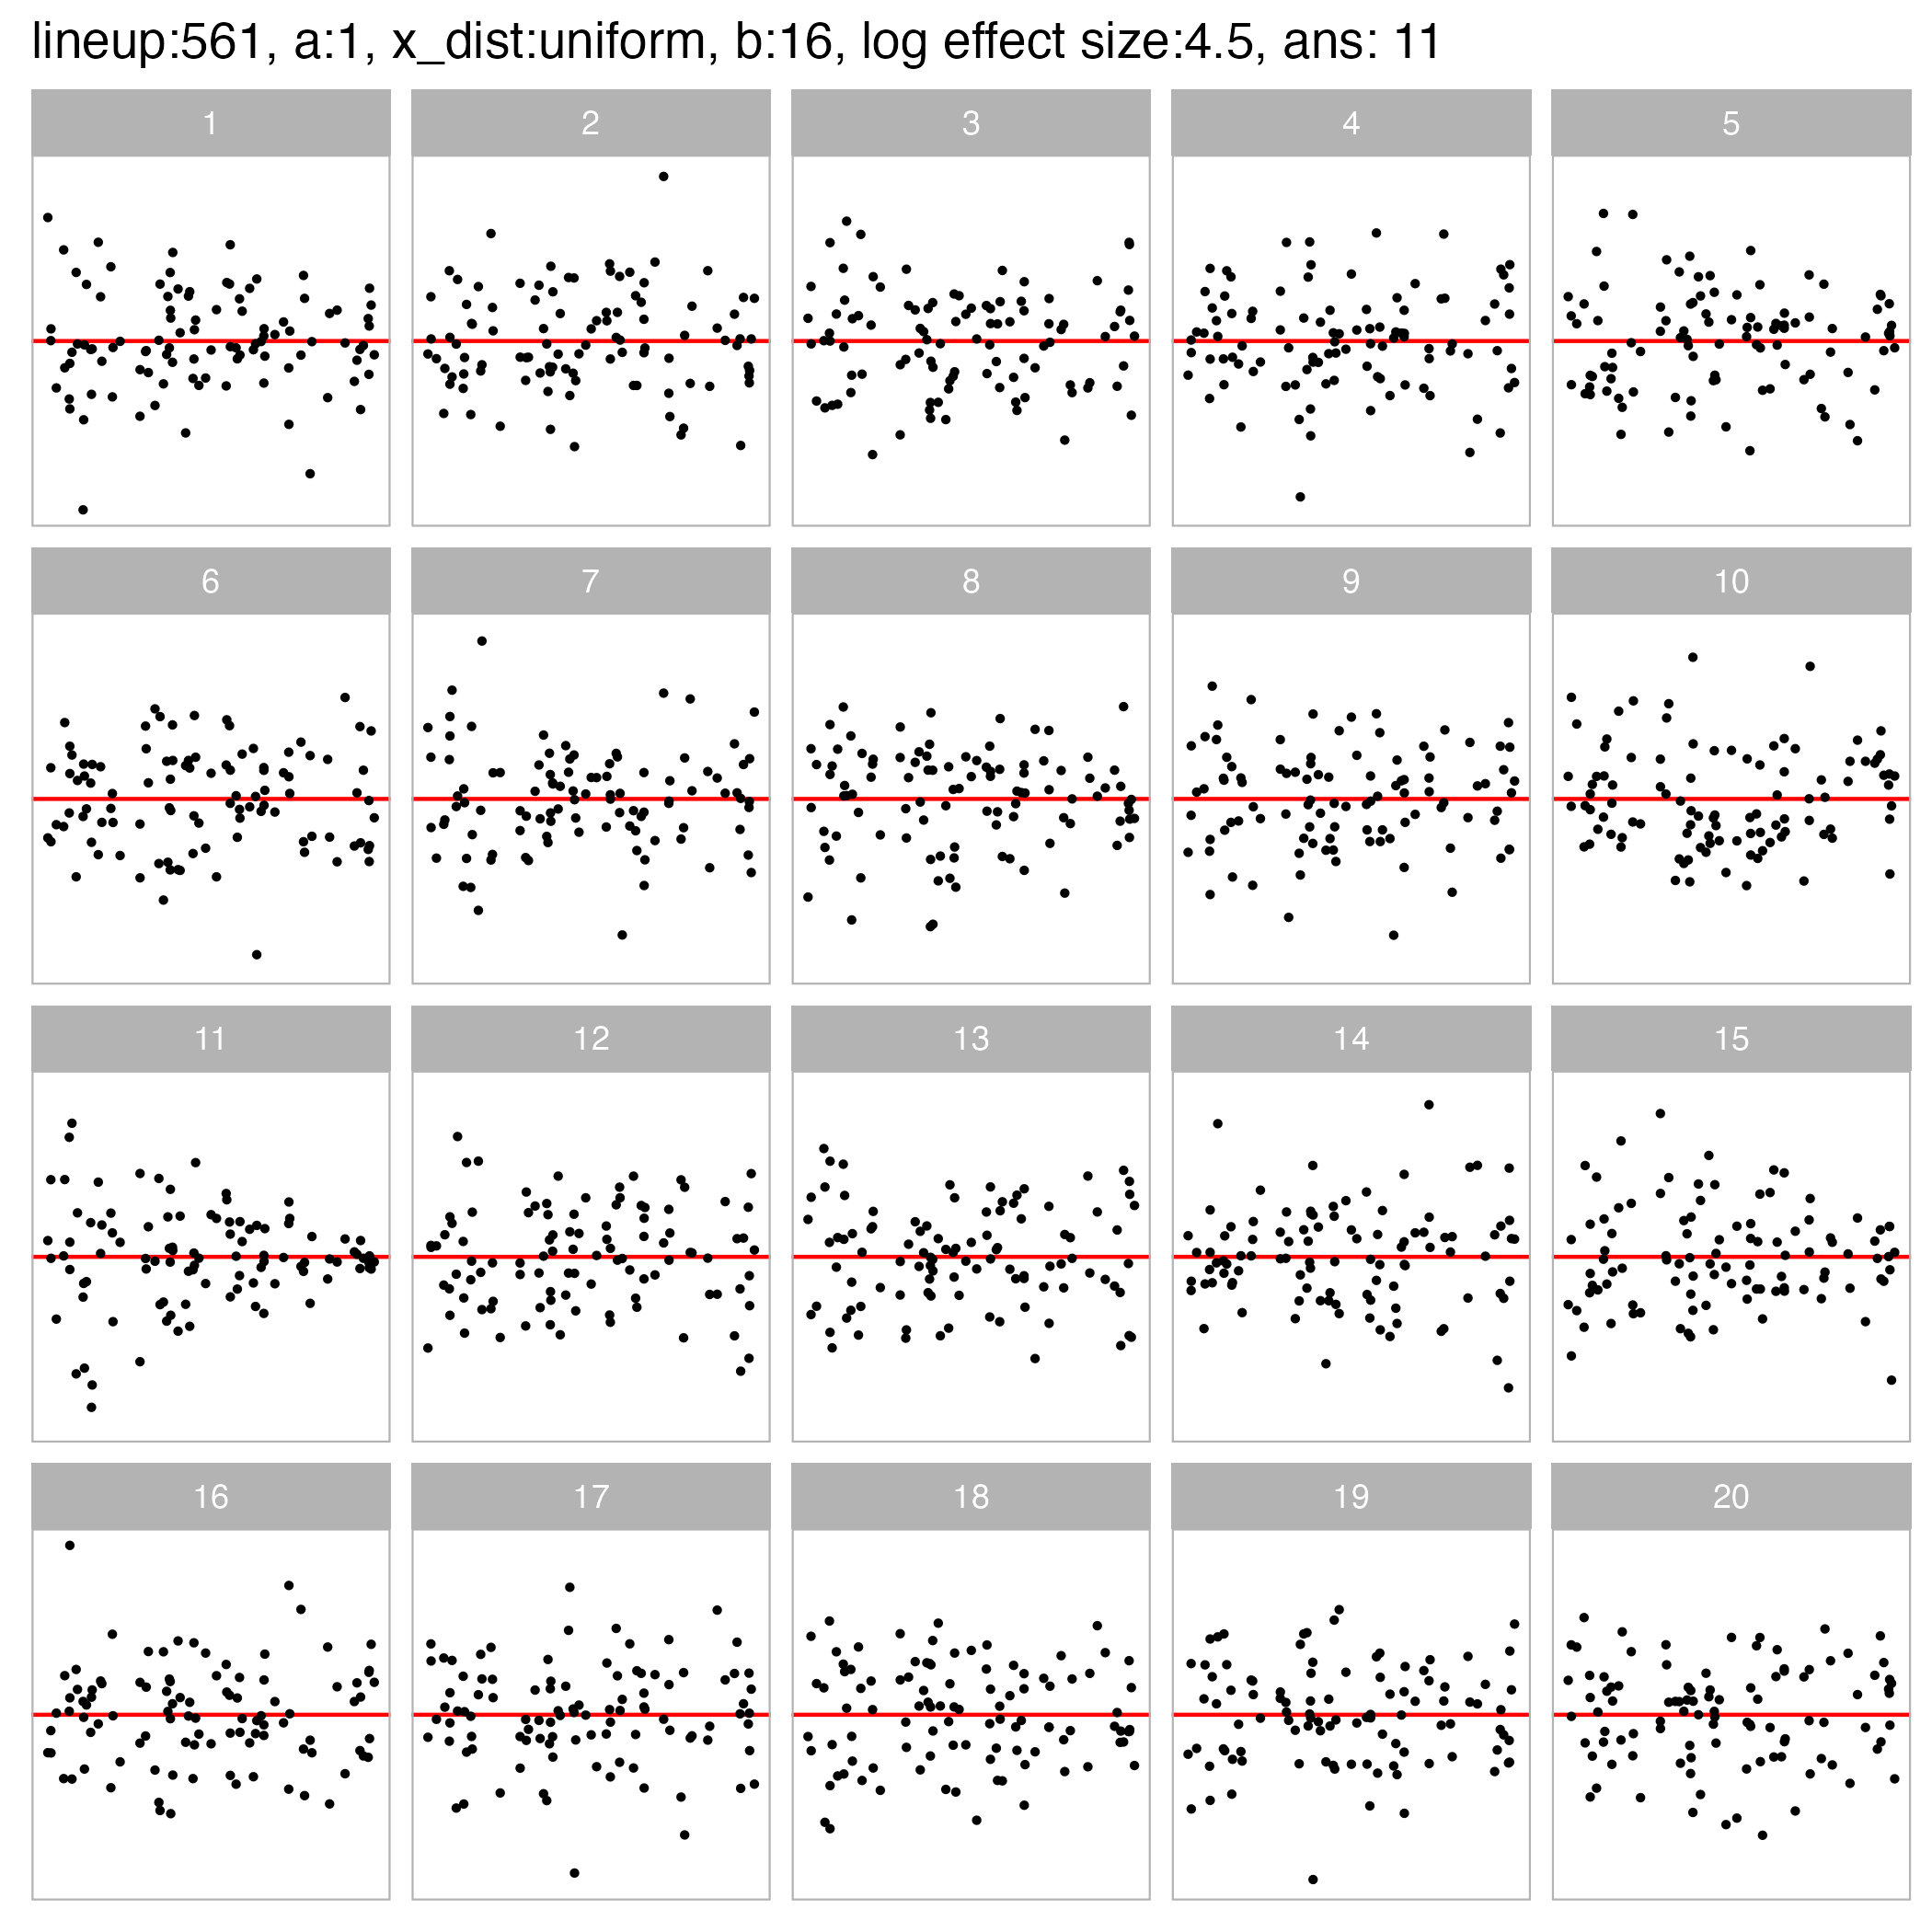 lineup:561, a:1, x_dist:uniform, b:16, log effect size:4.5, ans: 11
1 2 3 4 5
6 7 8 9 10
11 12 13 14 15
16 17 18 19 20